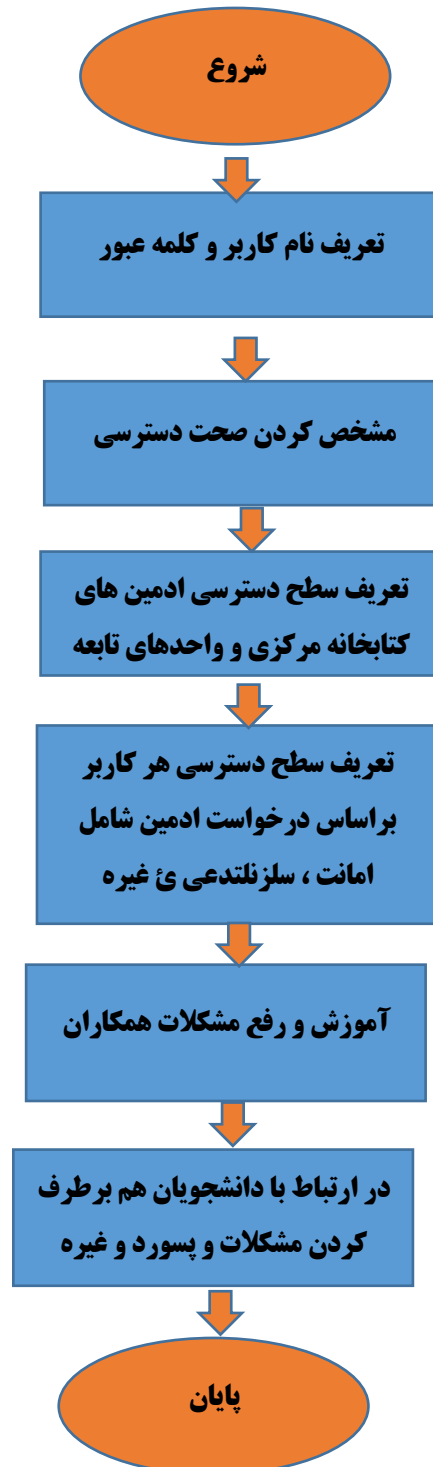 شروع
تعریف نام کاربر و کلمه عبور
مشخص کردن صحت دسترسی
تعریف سطح دسترسی ادمین های
کتابخانه مرکزی و واحدهای تابعه
تعریف سطح دسترسی هر کاربر
براساس درخواست ادمین شامل
امانت ، سلزنلتدعی ئ غیره
آموزش و رفع مشکلات همکاران
در ارتباط با دانشجویان هم برطرف
کردن مشکلات و پسورد و غیره
پایان